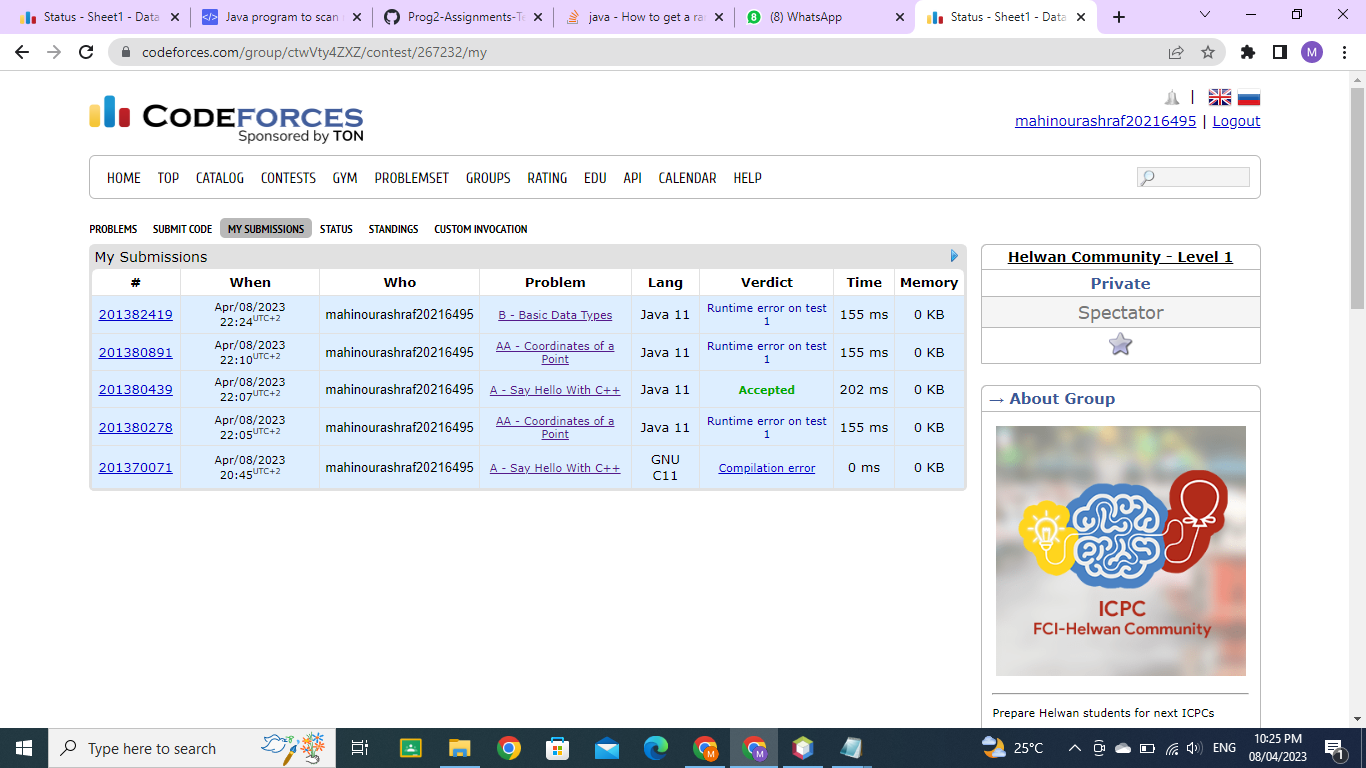 Status - Sheet1 - Data
Java program to scan
Prog2-Assignments-Te
java - How to get a ra
(8) WhatsApp
Status - Sheet1 - Data
codeforces.com/group/ctwVty4ZXZ/contest/267232/my
M
CODEFORCES
Sponsored by TON
mahinourashraf20216495 | Logout
HOME TOP CATALOG CONTESTS GYM PROBLEMSET GROUPS RATING EDU API CALENDAR HELP
PROBLEMS SUBMIT CODE MY SUBMISSIONS STATUS STANDINGS CUSTOM INVOCATION
My Submissions
# When Who Problem Lang Verdict Time Memory
201382419 Apr/08/2023 22:24UTC+2 mahinourashraf20216495 B - Basic Data Types Java 11 Runtime error on test 1 155 ms 0 KB
201380891 Apr/08/2023 22:10UTC+2 mahinourashraf20216495 AA - Coordinates of a Point Java 11 Runtime error on test 1 155 ms 0 KB
201380439 Apr/08/2023 22:07UTC+2 mahinourashraf20216495 A - Say Hello With C++ Java 11 Accepted 202 ms 0 KB
201380278 Apr/08/2023 22:05UTC+2 mahinourashraf20216495 AA - Coordinates of a Point Java 11 Runtime error on test 1 155 ms 0 KB
201370071 Apr/08/2023 20:45UTC+2 mahinourashraf20216495 A - Say Hello With C++ GNU C11 Compilation error 0 ms 0 KB
Helwan Community - Level 1
Private
Spectator
→ About Group
ICPC
FCI-Helwan Community
Prepare Helwan students for next ICPCs
Type here to search
M
M
25°C
ENG
10:25 PM
08/04/2023
1